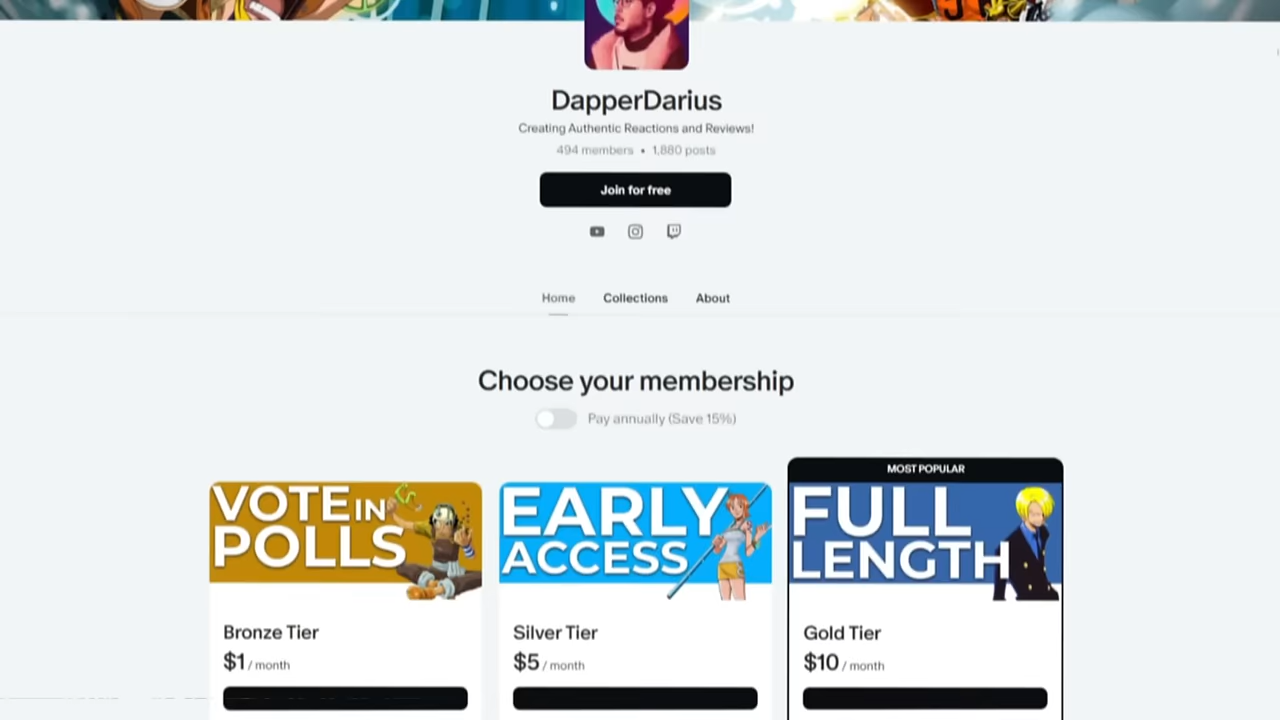 DapperDarius
Creating Authentic Reactions and Reviews!
494 members • 1,880 posts
Join for free
Home Collections About
Choose your membership
Pay annually (Save 15%)
MOST POPULAR
VOTE IN
POLLS
EARLY
ACCESS
FULL
LENGTH
Bronze Tier
$1 / month
Silver Tier
$5 / month
Gold Tier
$10 / month